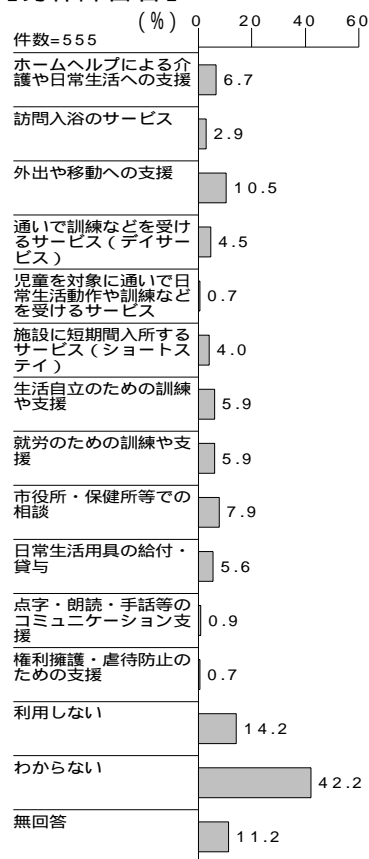 (%) 0 20 40 60
件数=555
ホームヘルプによる介
護や日常生活への支援 6.7
訪問入浴のサービス 2.9
外出や移動への支援 10.5
通いで訓練などを受け
るサービス（デイサー
ビス） 4.5
児童を対象に通いで日
常生活動作や訓練など
を受けるサービス 0.7
施設に短期間入所する
サービス（ショートス
テイ） 4.0
生活自立のための訓練
や支援 5.9
就労のための訓練や支
援 5.9
市役所・保健所等での
相談 7.9
日常生活用具の給付・
貸与 5.6
点字・朗読・手話等の
コミュニケーション支
援 0.9
権利擁護・虐待防止の
ための支援 0.7
利用しない 14.2
わからない 42.2
無回答 11.2